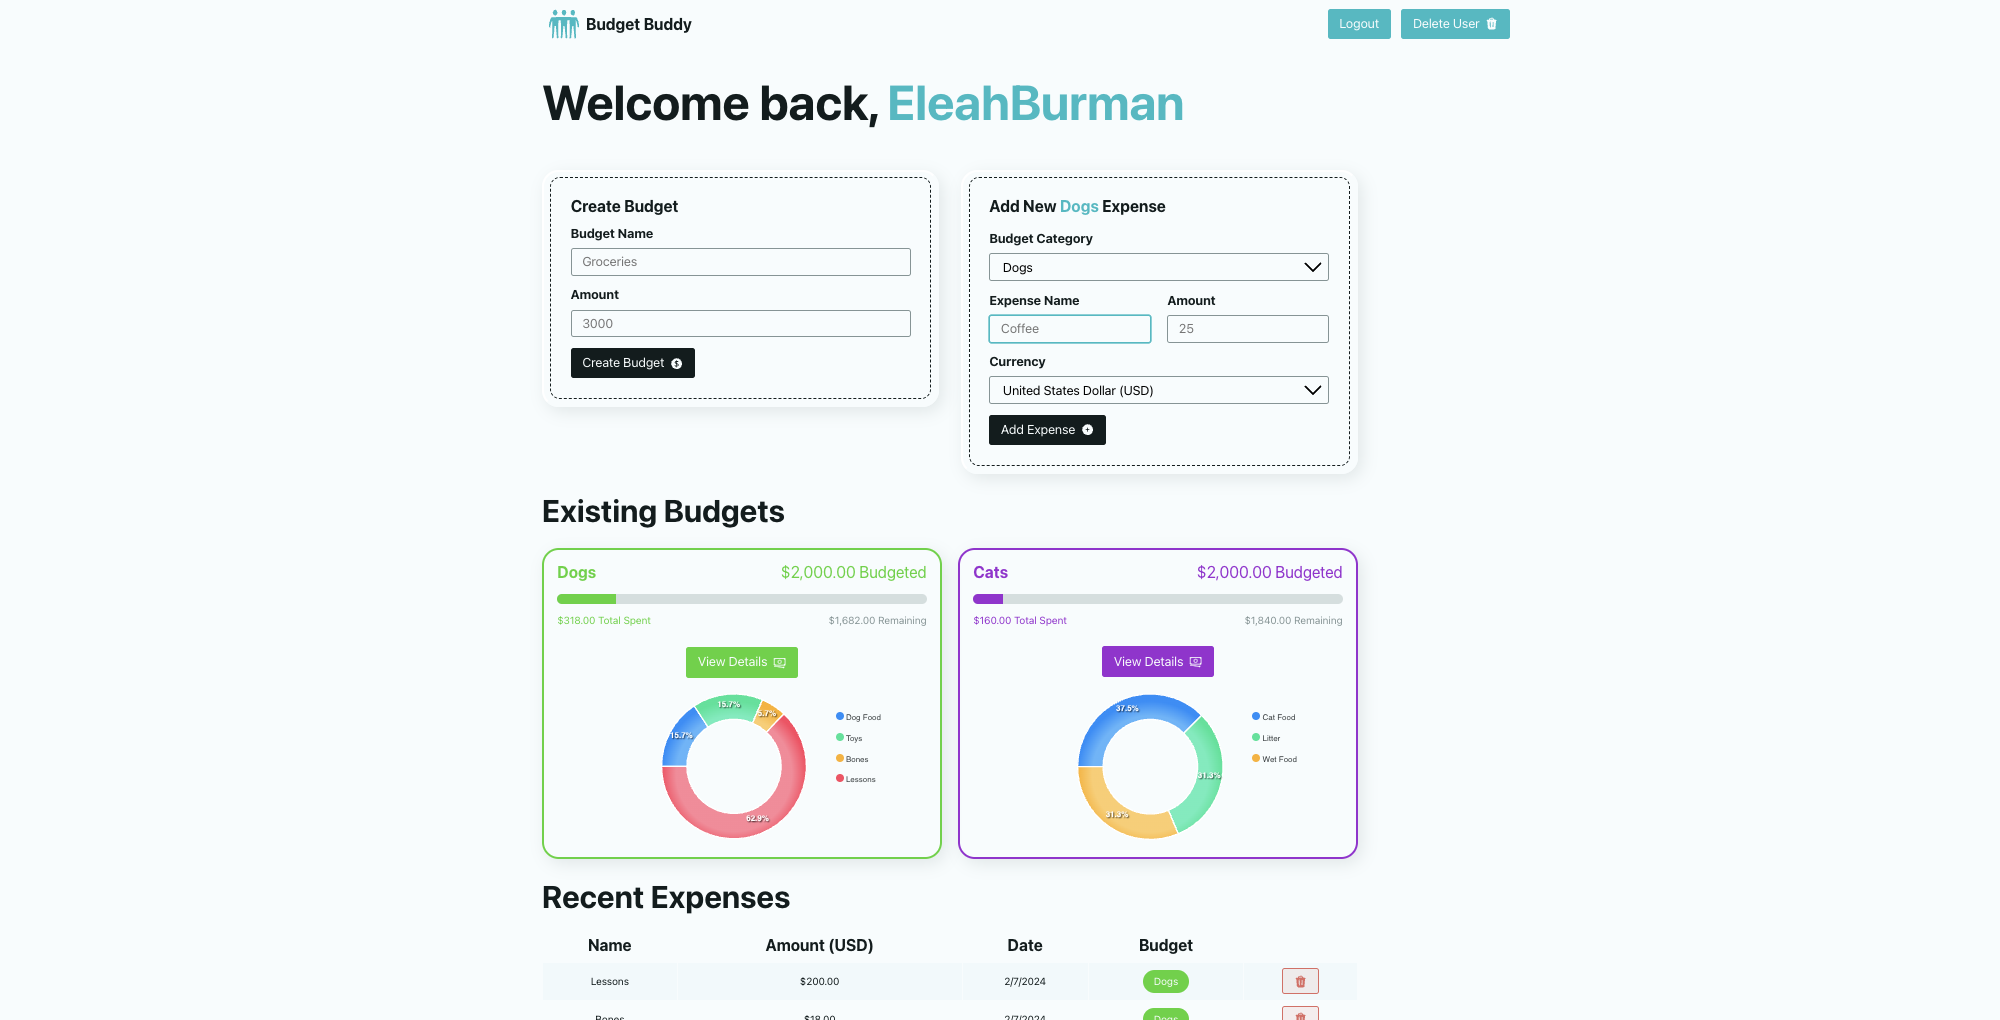 Budget Buddy
Logout
Delete User
Welcome back, EleahBurman
Create Budget
Budget Name
Groceries
Amount
3000
Create Budget
Add New Dogs Expense
Budget Category
Dogs
Expense Name
Amount
Coffee
25
Currency
United States Dollar (USD)
Add Expense
Existing Budgets
Dogs
$2,000.00 Budgeted
$318.00 Total Spent
$1,682.00 Remaining
View Details
15.7%
5.7%
15.7%
62.9%
Dog Food
Toys
Bones
Lessons
Cats
$2,000.00 Budgeted
$160.00 Total Spent
$1,840.00 Remaining
View Details
37.5%
31.3%
31.3%
Cat Food
Litter
Wet Food
Recent Expenses
Name Amount (USD) Date Budget
Lessons $200.00 2/7/2024 Dogs
Bones $18.00 2/7/2024 Dogs